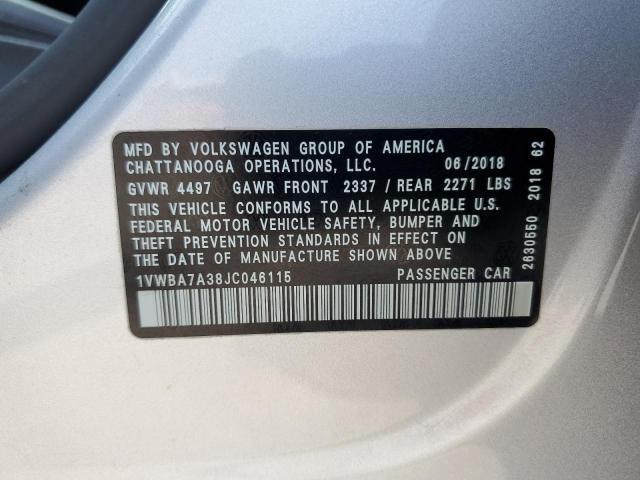 MFD BY VOLKSWAGEN GROUP OF AMERICA
CHATTANOOGA OPERATIONS, LLC. 06/2018
GVWR 4497 GAWR FRONT 2337 / REAR 2271 LBS
THIS VEHICLE CONFORMS TO ALL APPLICABLE U.S.
FEDERAL MOTOR VEHICLE SAFETY, BUMPER AND
THEFT PREVENTION STANDARDS IN EFFECT ON
THE DATE OF MANUFACTURE SHOWN ABOVE
1VWBA7A38JC046115 PASSENGER CAR
2630550 2018 62